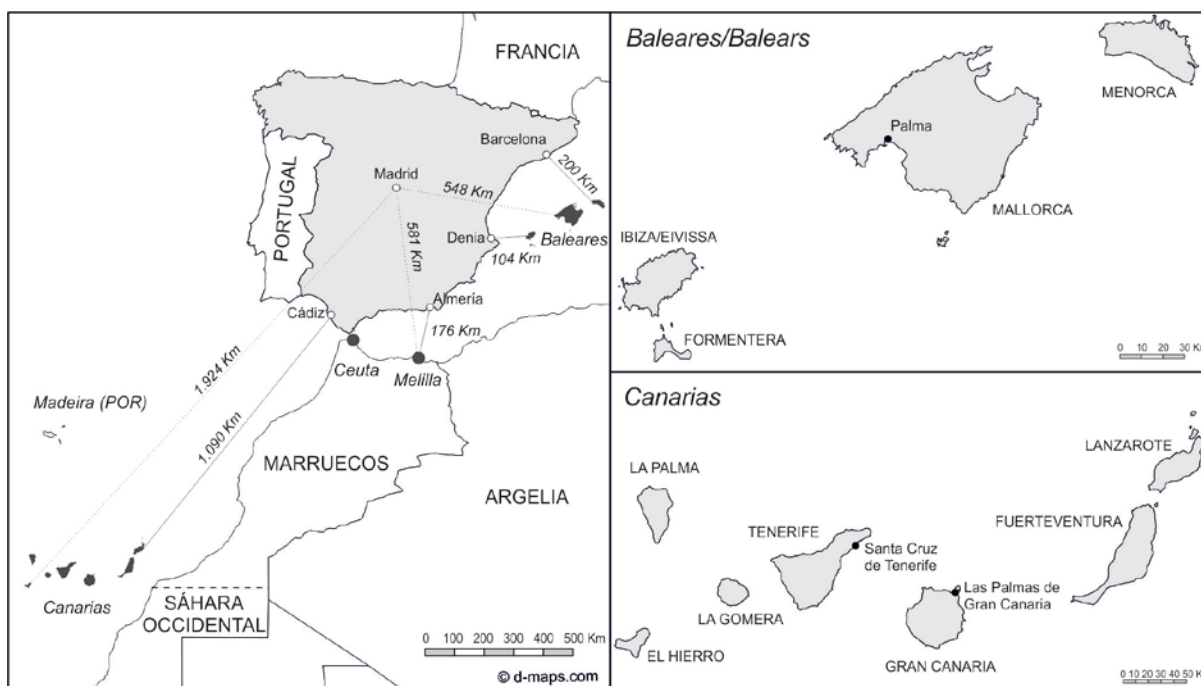 FRANCIA
Barcelona
200 Km
Madrid
548 Km
PORTUGAL
581 Km
Denia
Baleares
104 Km
Almería
Cádiz
176 Km
Ceuta
Melilla
1.924 Km
Madeira (POR)
1.090 Km
MARRUECOS
ARGELIA
Canarias
SÁHARA
OCCIDENTAL
0 100 200 300 400 500 Km
© d-maps.com
Baleares/Balears
MENORCA
Palma
MALLORCA
IBIZA/EIVISSA
FORMENTERA
0 10 20 30 Km
Canarias
LANZAROTE
LA PALMA
FUERTEVENTURA
TENERIFE
Santa Cruz
de Tenerife
Las Palmas de
Gran Canaria
LA GOMERA
EL HIERRO
GRAN CANARIA
0 10 20 30 40 50 K